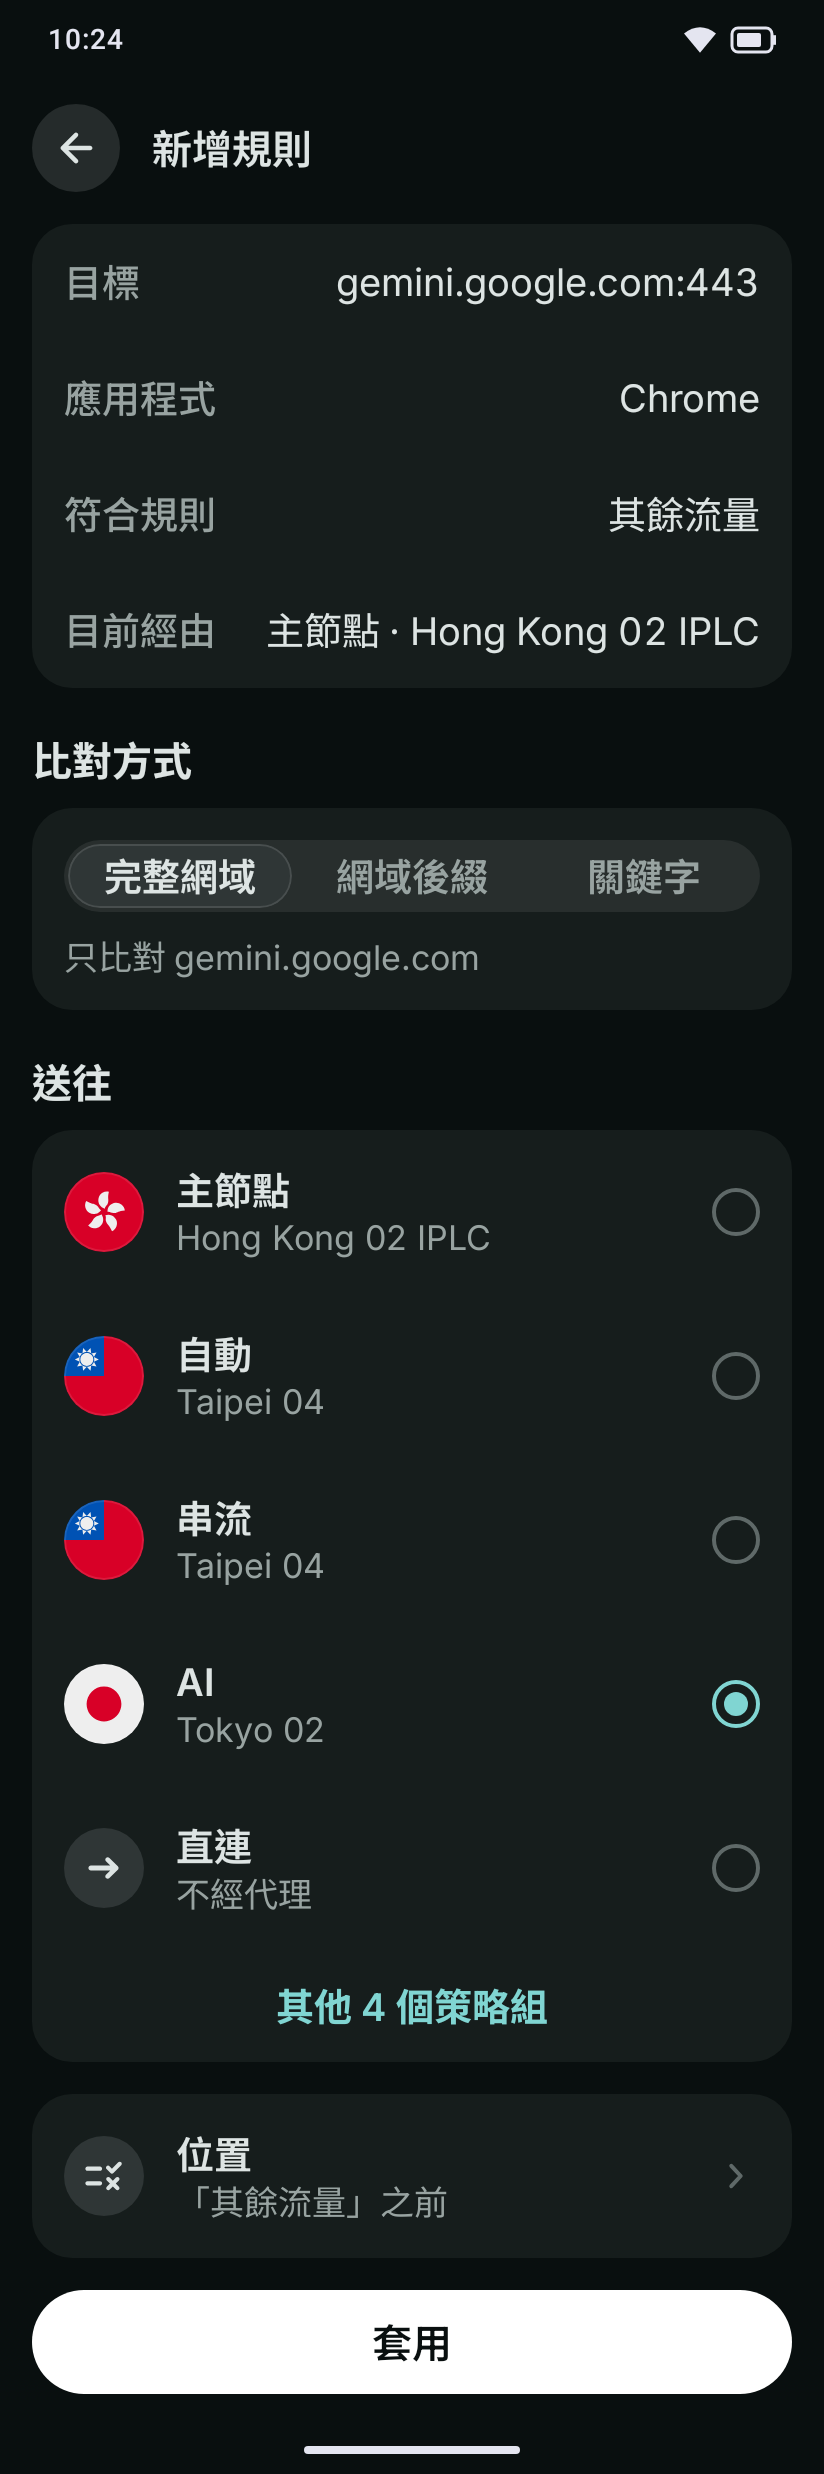 10:24
新增規則
目標 gemini.google.com:443
應用程式 Chrome
符合規則 其餘流量
目前經由 主節點 · Hong Kong 02 IPLC
比對方式
完整網域 網域後綴 關鍵字
只比對 gemini.google.com
送往
主節點
Hong Kong 02 IPLC
自動
Taipei 04
串流
Taipei 04
AI
Tokyo 02
直連
不經代理
其他 4 個策略組
位置
「其餘流量」之前
套用